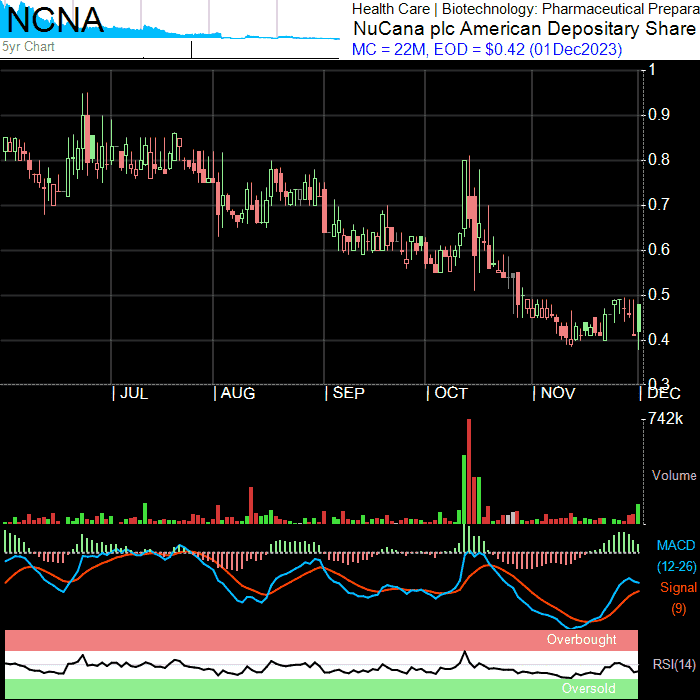 NCNA
5yr Chart
Health Care | Biotechnology: Pharmaceutical Prepara
NuCana plc American Depositary Share
MC = 22M, EOD = $0.42 (01Dec2023)
1
0.9
0.8
0.7
0.6
0.5
0.4
0.3
JUL AUG SEP OCT NOV DEC
742k
Volume
MACD
(12-26)
Signal
(9)
Overbought
RSI(14)
Oversold